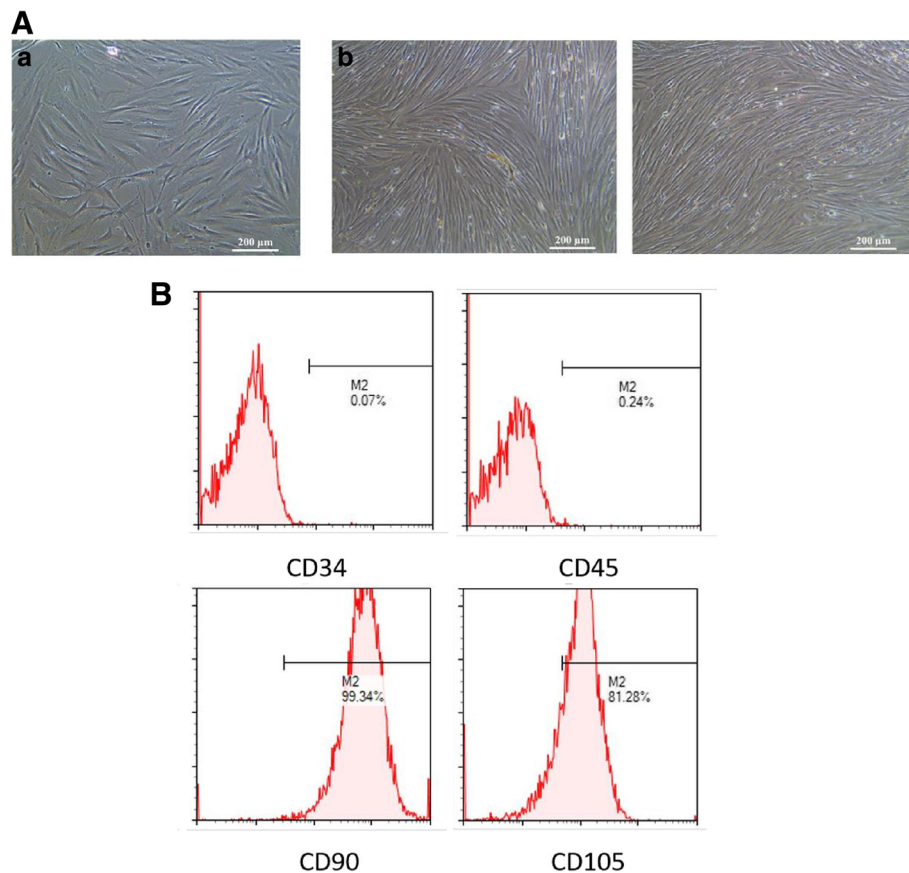 A
a
b
200 μm
200 μm
200 μm
B
M2
0.07%
M2
0.24%
CD34
CD45
M2
99.34%
M2
81.28%
CD90
CD105